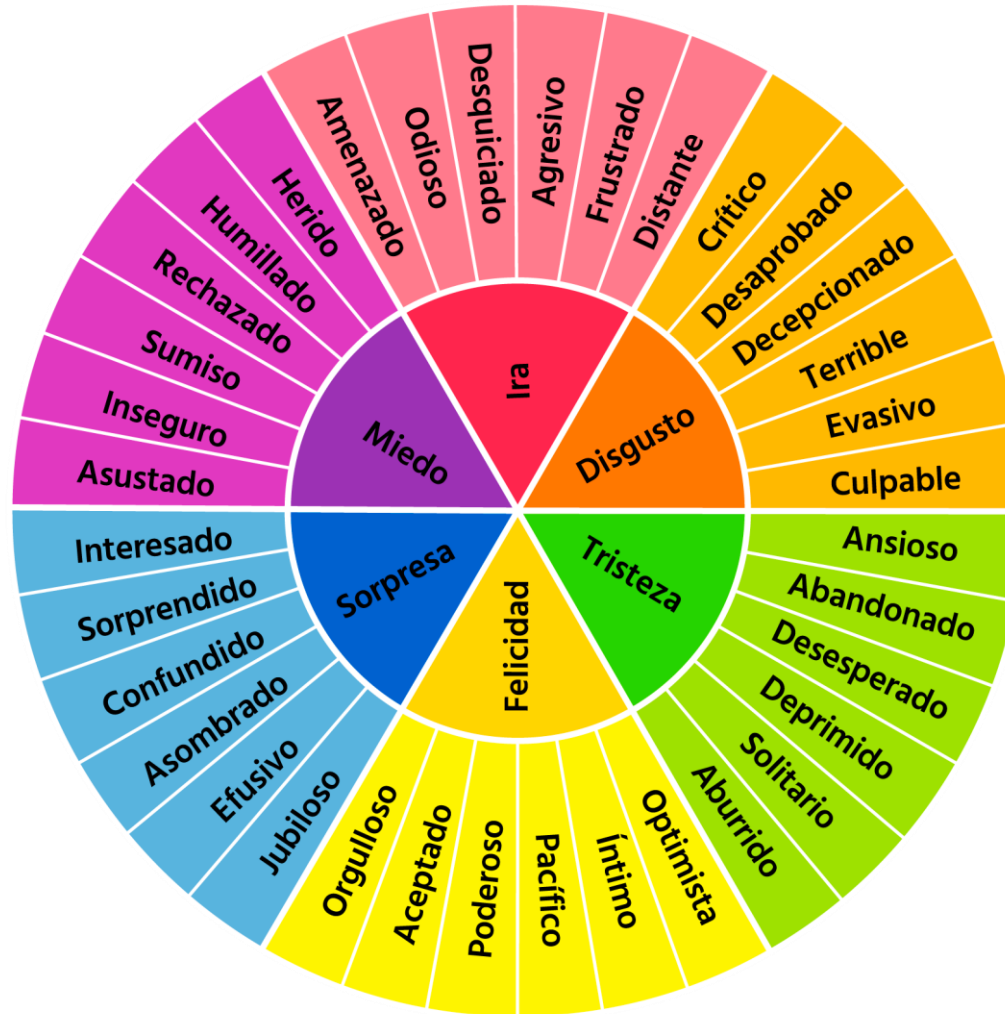 Ira
Amenazado
Odioso
Desquiciado
Agresivo
Frustrado
Distante
Disgusto
Crítico
Desaprobado
Decepcionado
Terrible
Evasivo
Culpable
Tristeza
Ansioso
Abandonado
Desesperado
Deprimido
Solitario
Aburrido
Felicidad
Optimista
Íntimo
Pacífico
Poderoso
Aceptado
Orgulloso
Sorpresa
Jubiloso
Efusivo
Asombrado
Confundido
Sorprendido
Interesado
Miedo
Asustado
Inseguro
Sumiso
Rechazado
Humillado
Herido